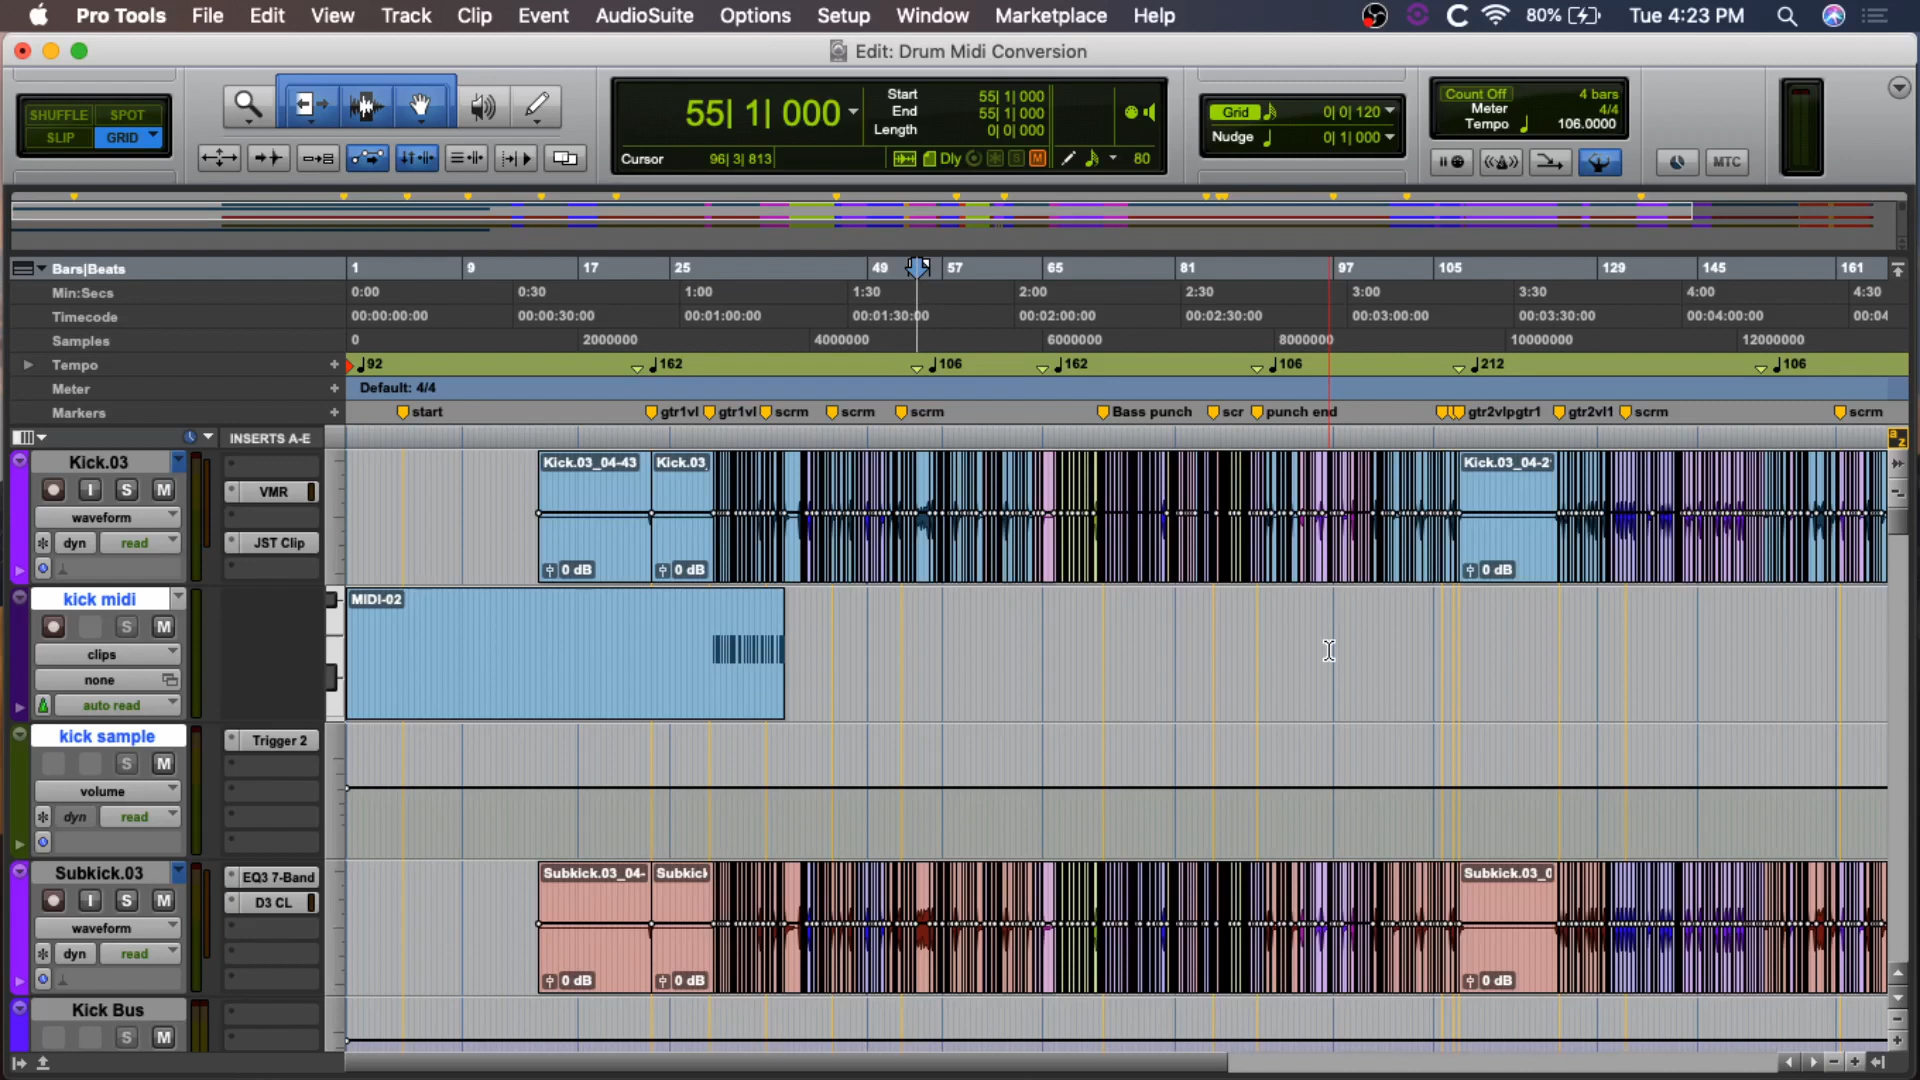 Pro Tools File Edit View Track Clip Event AudioSuite Options Setup Window Marketplace Help 80% Tue 4:23 PM
Edit: Drum Midi Conversion
SHUFFLE SPOT
SLIP GRID
55| 1| 000
Start 55| 1| 000
End 55| 1| 000
Length 0| 0| 000
Cursor 96| 3| 813 Dly S M 80
Grid 0| 0| 120
Nudge 0| 1| 000
Count Off 4 bars
Meter 4/4
Tempo 106.0000
MTC
Bars|Beats 1 9 17 25 49 57 65 81 97 105 129 145 161
Min:Secs 0:00 0:30 1:00 1:30 2:00 2:30 3:00 3:30 4:00 4:30
Timecode 00:00:00:00 00:00:30:00 00:01:00:00 00:01:30:00 00:02:00:00 00:02:30:00 00:03:00:00 00:03:30:00 00:04:00:00 00:04
Samples 0 2000000 4000000 6000000 8000000 10000000 12000000
Tempo + 92 162 106 162 106 212 106
Meter + Default: 4/4
Markers + start gtr1vl gtr1vl scrm scrm scrm Bass punch scr punch end gtr2vlpgtr1 gtr2vl1 scrm scrm
INSERTS A-E
a z
Kick.03
I S M
VMR
waveform
dyn read
JST Clip
Kick.03_04-43 Kick.03_ Kick.03_04-2
0 dB 0 dB 0 dB
kick midi
S M
clips
none
auto read
MIDI-02
kick sample
Trigger 2
S M
volume
dyn read
Subkick.03
EQ3 7-Band
I S M
D3 CL
waveform
dyn read
Subkick.03_04- Subkick Subkick.03_0
0 dB 0 dB 0 dB
Kick Bus
S M